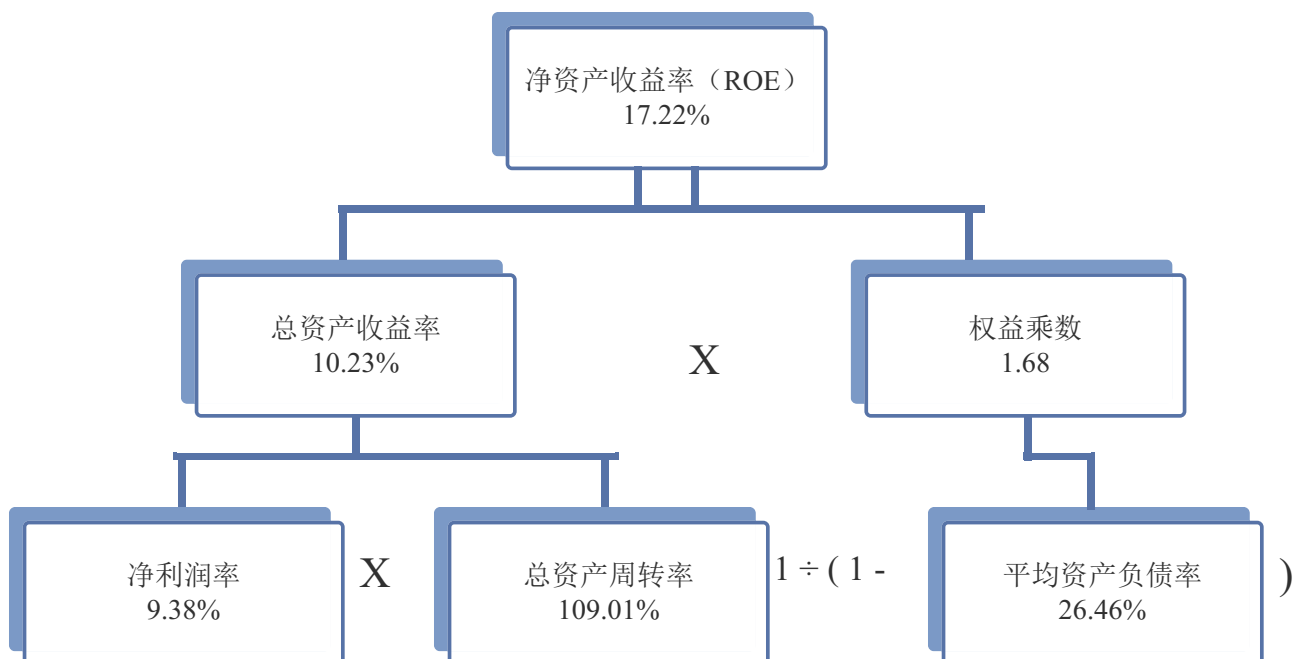 净资产收益率（ROE）
17.22%
总资产收益率
10.23%
X
权益乘数
1.68
净利润率
9.38%
X
总资产周转率
109.01%
1 ÷ ( 1 -
平均资产负债率
26.46%
)